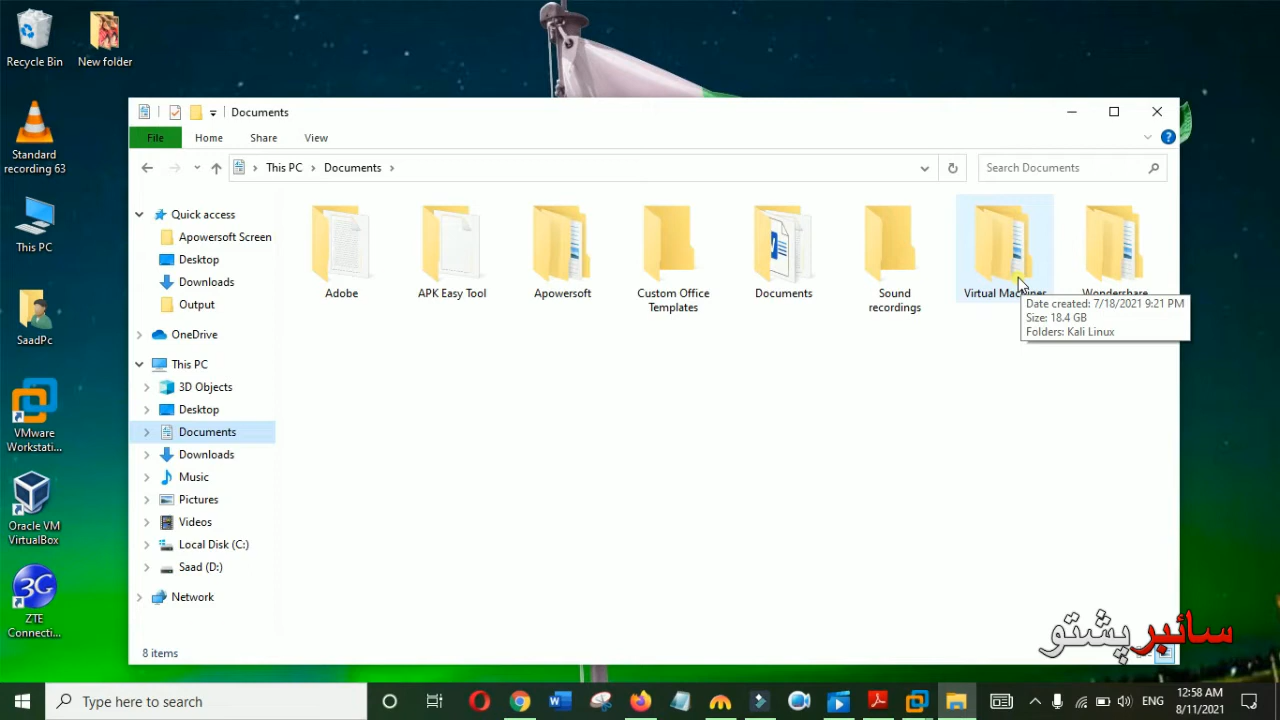 Recycle Bin
New folder
Standard
recording 63
This PC
SaadPc
VMware
Workstati...
Oracle VM
VirtualBox
ZTE
Connecti...
Documents
File
Home
Share
View
This PC
Documents
Search Documents
Quick access
Apowersoft Screen
Desktop
Downloads
Output
OneDrive
This PC
3D Objects
Desktop
Documents
Downloads
Music
Pictures
Videos
Local Disk (C:)
Saad (D:)
Network
Adobe
APK Easy Tool
Apowersoft
Custom Office
Templates
Documents
Sound
recordings
Virtual Machines
Wondershare
Date created: 7/18/2021 9:21 PM
Size: 18.4 GB
Folders: Kali Linux
8 items
سائبر پشتو
Type here to search
ENG
12:58 AM
8/11/2021